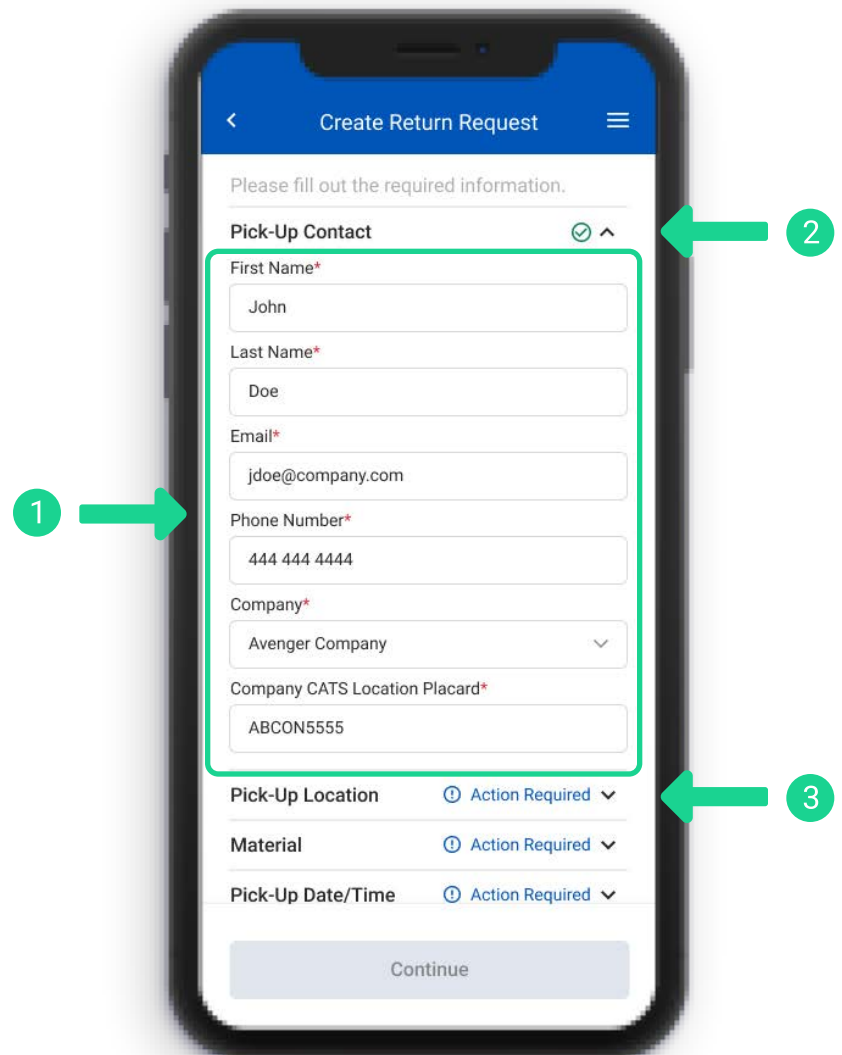 Create Return Request
Please fill out the required information.
Pick-Up Contact
2
First Name*
John
Last Name*
Doe
Email*
jdoe@company.com
1
Phone Number*
444 444 4444
Company*
Avenger Company
Company CATS Location Placard*
ABCON5555
Pick-Up Location Action Required
3
Material Action Required
Pick-Up Date/Time Action Required
Continue